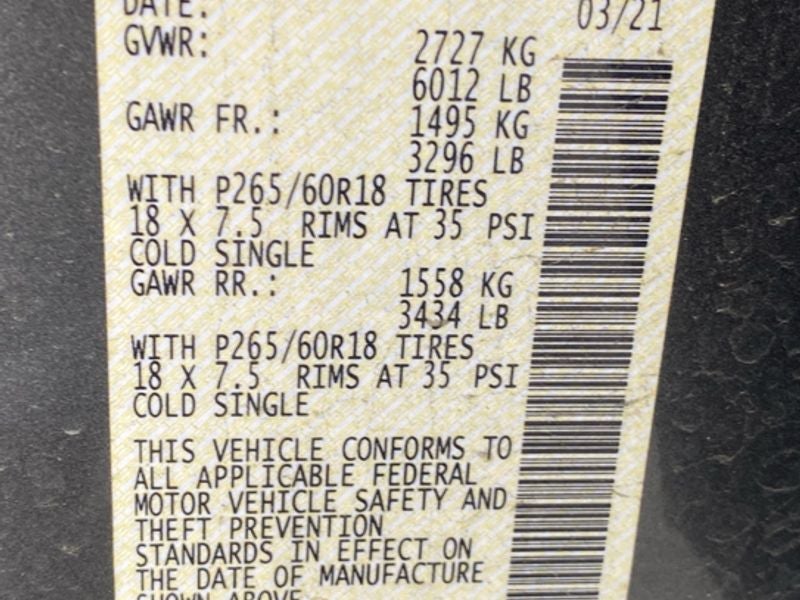 DATE: 03/21
GVWR: 2727 KG
6012 LB
GAWR FR.: 1495 KG
3296 LB
WITH P265/60R18 TIRES
18 X 7.5 RIMS AT 35 PSI
COLD SINGLE
GAWR RR.: 1558 KG
3434 LB
WITH P265/60R18 TIRES
18 X 7.5 RIMS AT 35 PSI
COLD SINGLE
THIS VEHICLE CONFORMS TO
ALL APPLICABLE FEDERAL
MOTOR VEHICLE SAFETY AND
THEFT PREVENTION
STANDARDS IN EFFECT ON
THE DATE OF MANUFACTURE
SHOWN ABOVE